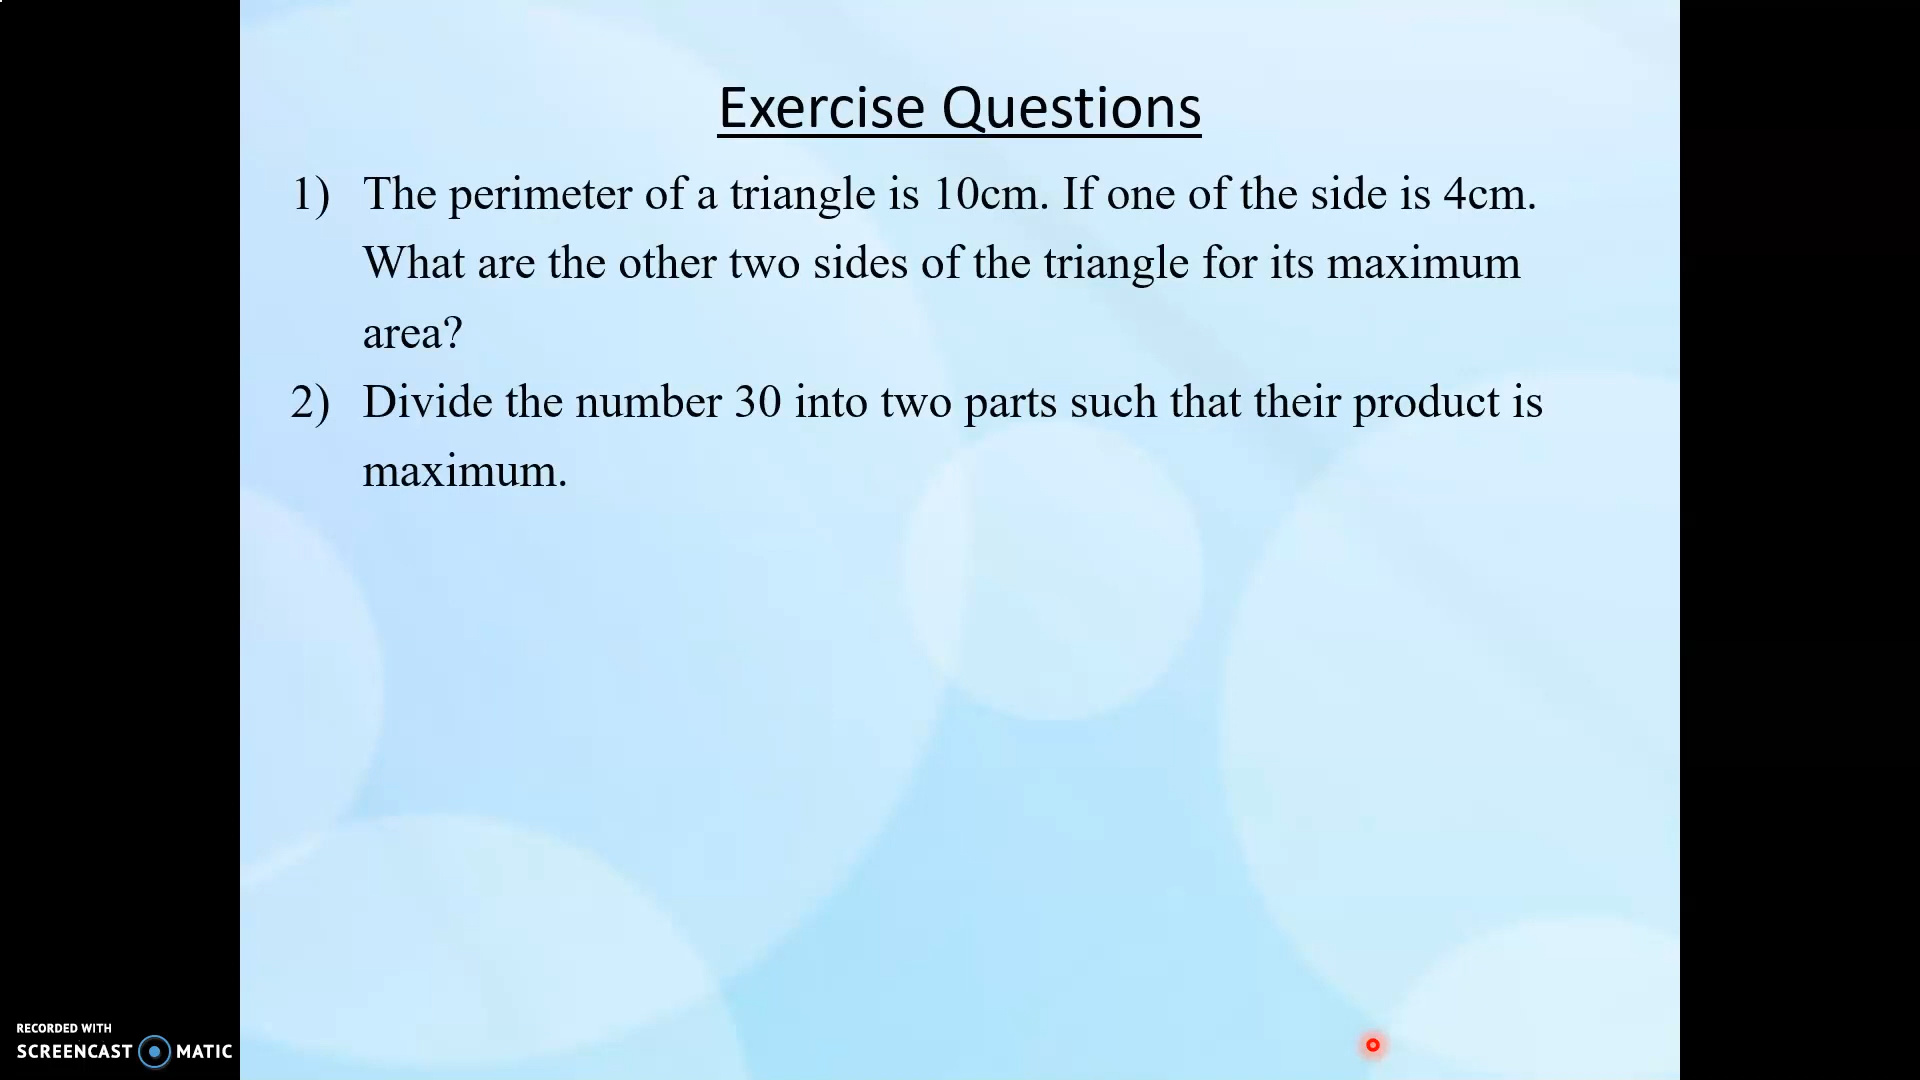 Exercise Questions
1) The perimeter of a triangle is 10cm. If one of the side is 4cm.
What are the other two sides of the triangle for its maximum
area?
2) Divide the number 30 into two parts such that their product is
maximum.
RECORDED WITH
SCREENCAST MATIC